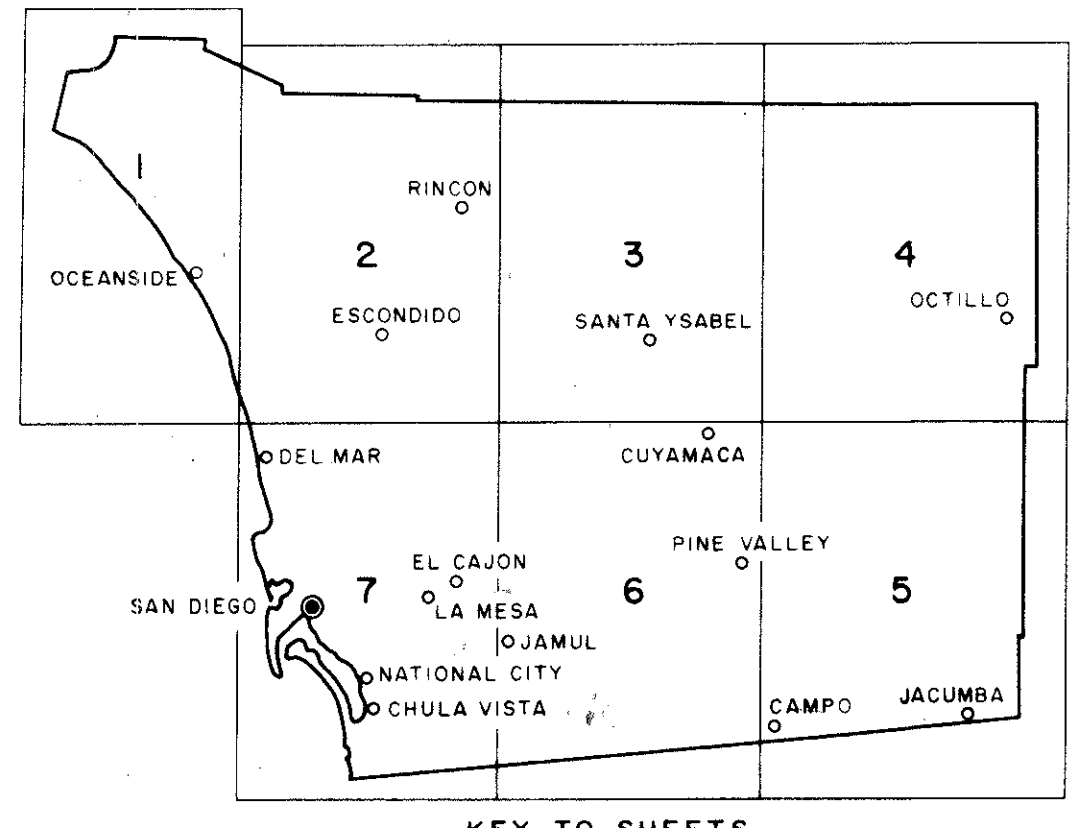 1
RINCON
2
3
4
OCEANSIDE
OCTILLO
ESCONDIDO
SANTA YSABEL
DEL MAR
CUYAMACA
PINE VALLEY
EL CAJON
7
6
5
SAN DIEGO
LA MESA
JAMUL
NATIONAL CITY
CHULA VISTA
CAMPO
JACUMBA
KEY TO SHEETS